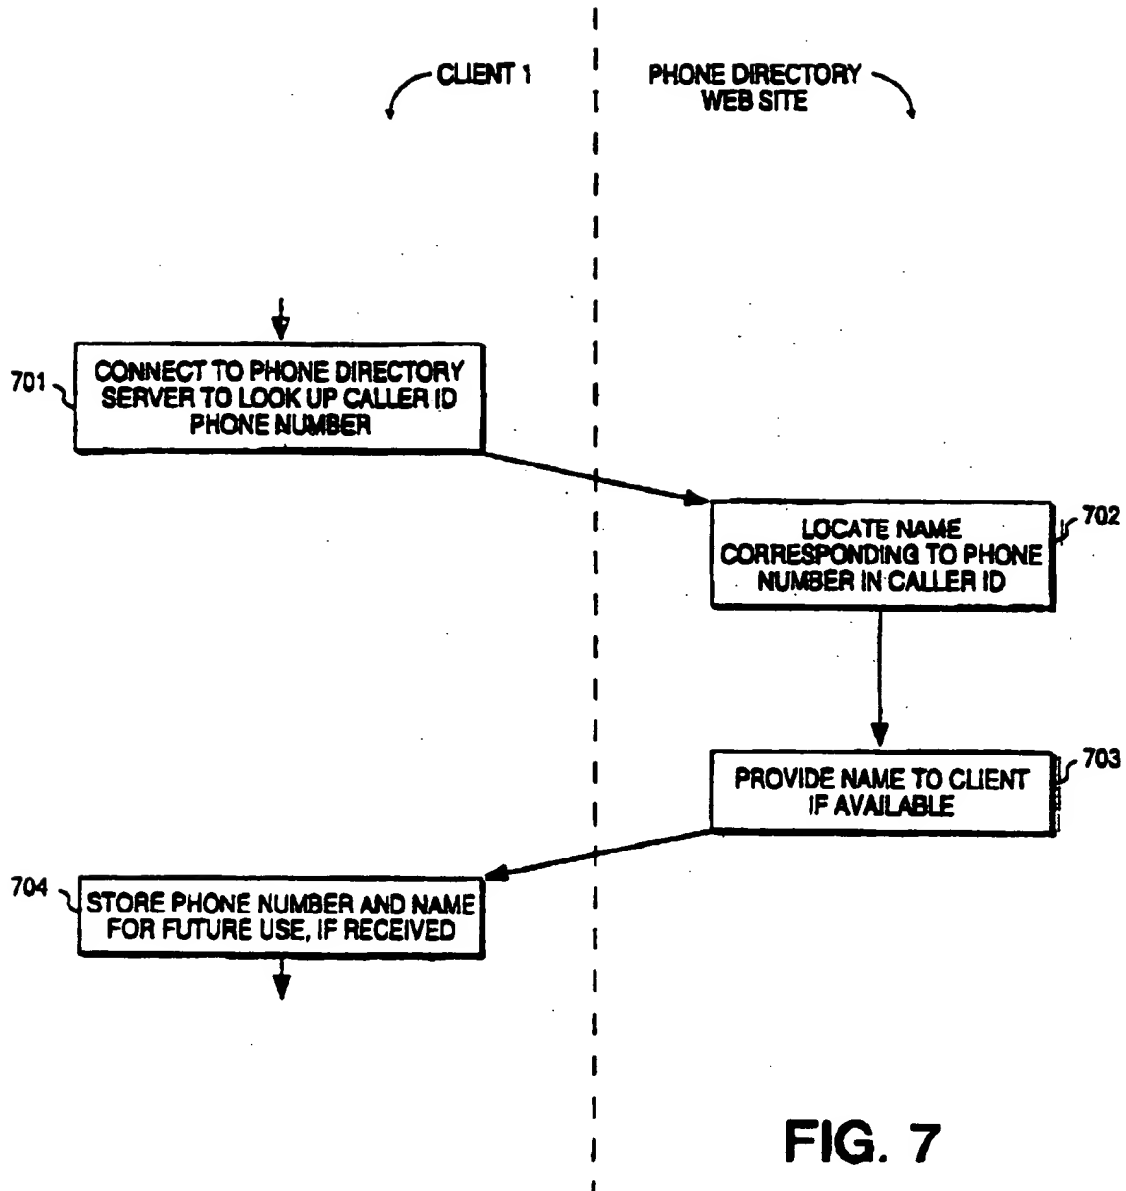 CLIENT 1
PHONE DIRECTORY
WEB SITE
701
CONNECT TO PHONE DIRECTORY
SERVER TO LOOK UP CALLER ID
PHONE NUMBER
702
LOCATE NAME
CORRESPONDING TO PHONE
NUMBER IN CALLER ID
703
PROVIDE NAME TO CLIENT
IF AVAILABLE
704
STORE PHONE NUMBER AND NAME
FOR FUTURE USE, IF RECEIVED
FIG. 7